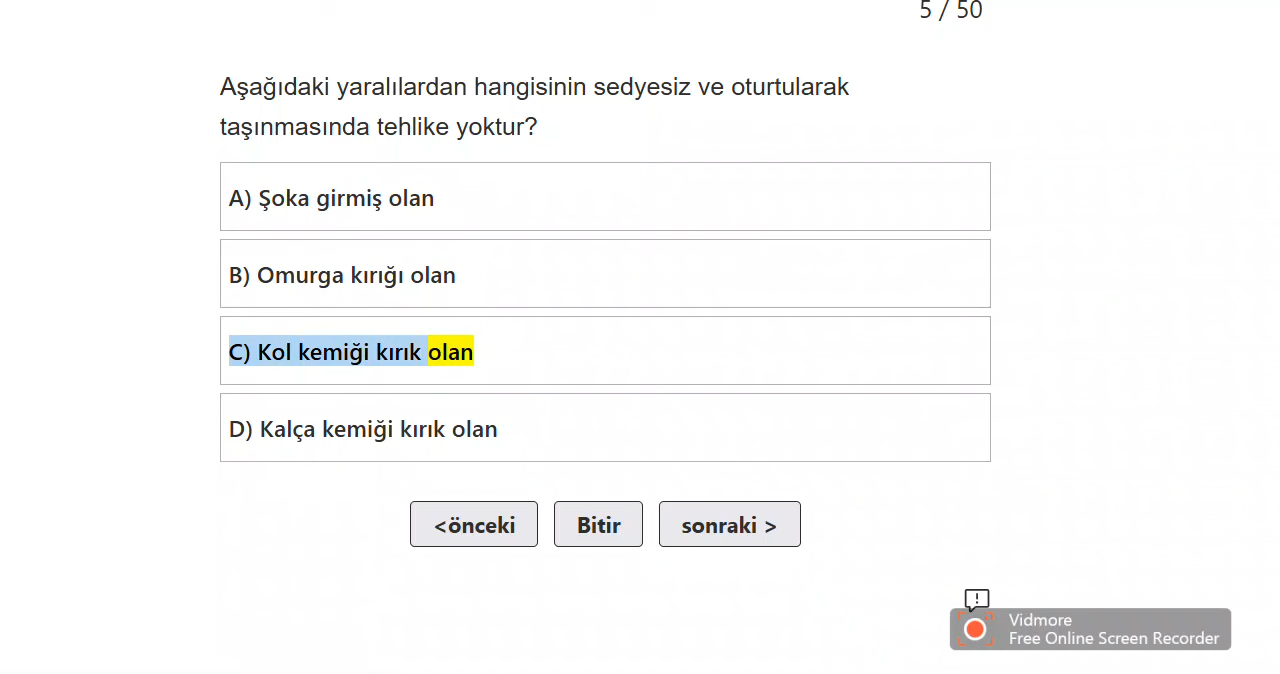 5 / 50
Aşağıdaki yaralılardan hangisinin sedyesiz ve oturtularak
taşınmasında tehlike yoktur?
A) Şoka girmiş olan
B) Omurga kırığı olan
C) Kol kemiği kırık olan
D) Kalça kemiği kırık olan
<önceki Bitir sonraki >
Vidmore
Free Online Screen Recorder